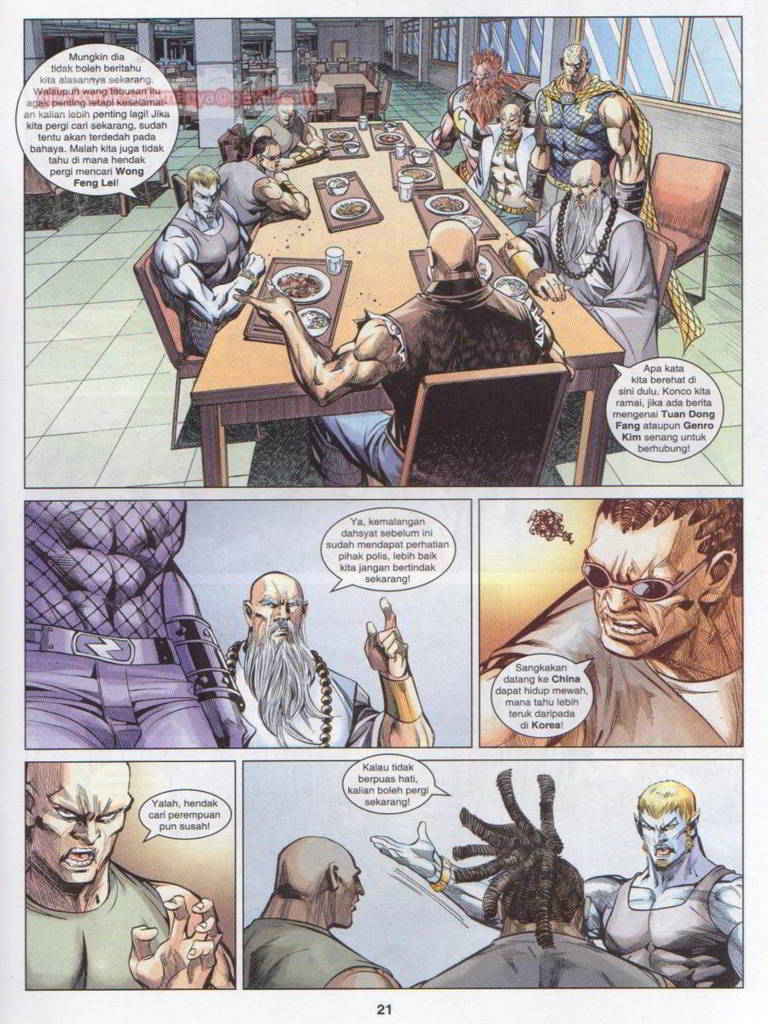 Mungkin dia
tidak boleh beritahu
kita alasannya sekarang.
Walaupun wang tebusan itu
agak penting tetapi keselamat-
an kalian lebih penting lagi! Jika
kita pergi cari sekarang, sudah
tentu akan terdedah pada
bahaya. Malah kita juga tidak
tahu di mana hendak
pergi mencari Wong
Feng Lei!
Apa kata
kita berehat di
sini dulu. Konco kita
ramai, jika ada berita
mengenai Tuan Dong
Fang ataupun Genro
Kim senang untuk
berhubung!
Ya, kemalangan
dahsyat sebelum ini
sudah mendapat perhatian
pihak polis, lebih baik
kita jangan bertindak
sekarang!
Sangkakan
datang ke China
dapat hidup mewah,
mana tahu lebih
teruk daripada
di Korea!
Yalah, hendak
cari perempuan
pun susah!
Kalau tidak
berpuas hati,
kalian boleh pergi
sekarang!
21